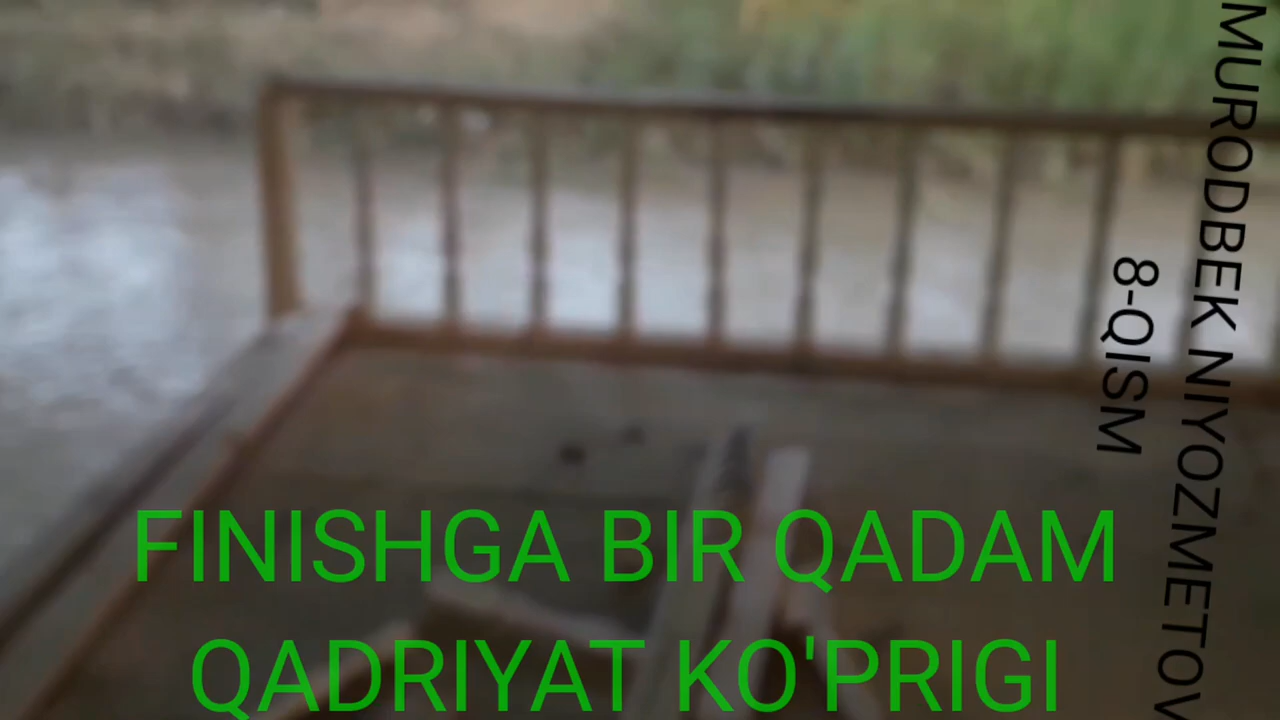 FINISHGA BIR QADAM
QADRIYAT KO'PRIGI
MURODBEK NIYOZMETOV
8-QISM